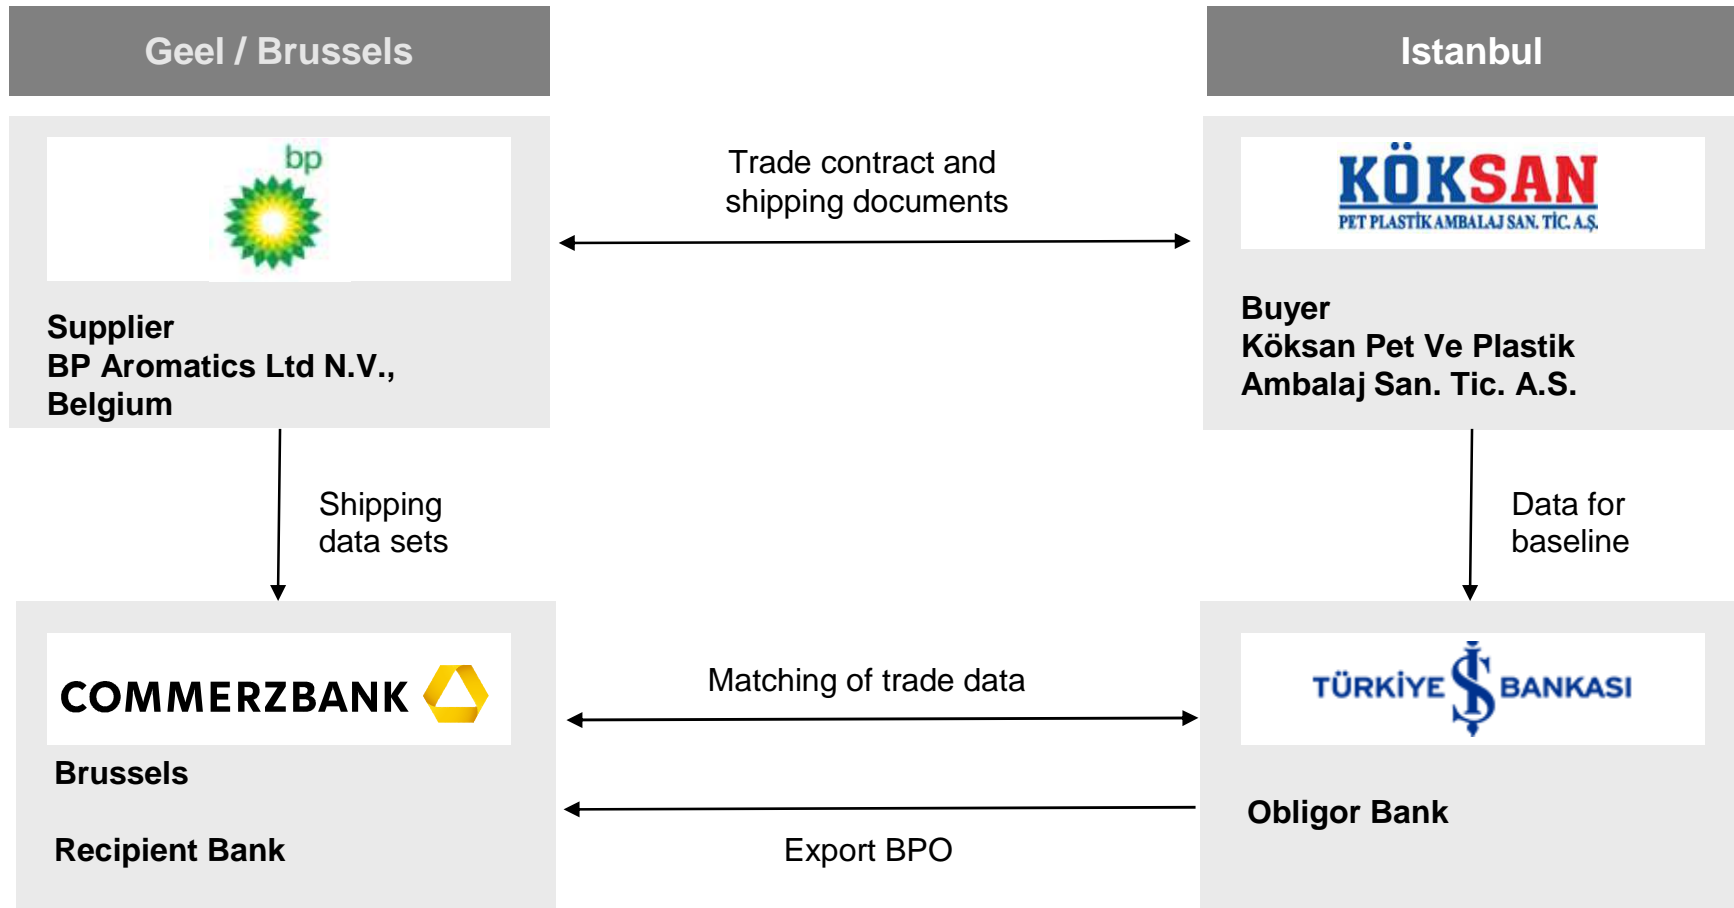 Geel / Brussels
Istanbul
bp
Supplier
BP Aromatics Ltd N.V.,
Belgium
Trade contract and
shipping documents
KÖKSAN
PET PLASTİK AMBALAJ SAN. TİC. A.Ş.
Buyer
Köksan Pet Ve Plastik
Ambalaj San. Tic. A.S.
Shipping
data sets
Data for
baseline
COMMERZBANK
Brussels
Recipient Bank
Matching of trade data
Export BPO
TÜRKİYE İŞ BANKASI
Obligor Bank